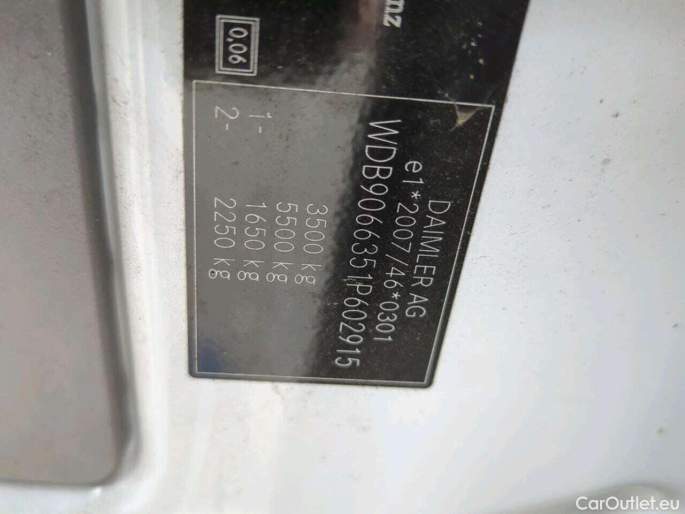 nz
0,06
DAIMLER AG
e1*2007/46*0301
WDB9066351P602915
3500 kg
5500 kg
1- 1650 kg
2- 2250 kg
CarOutlet.eu